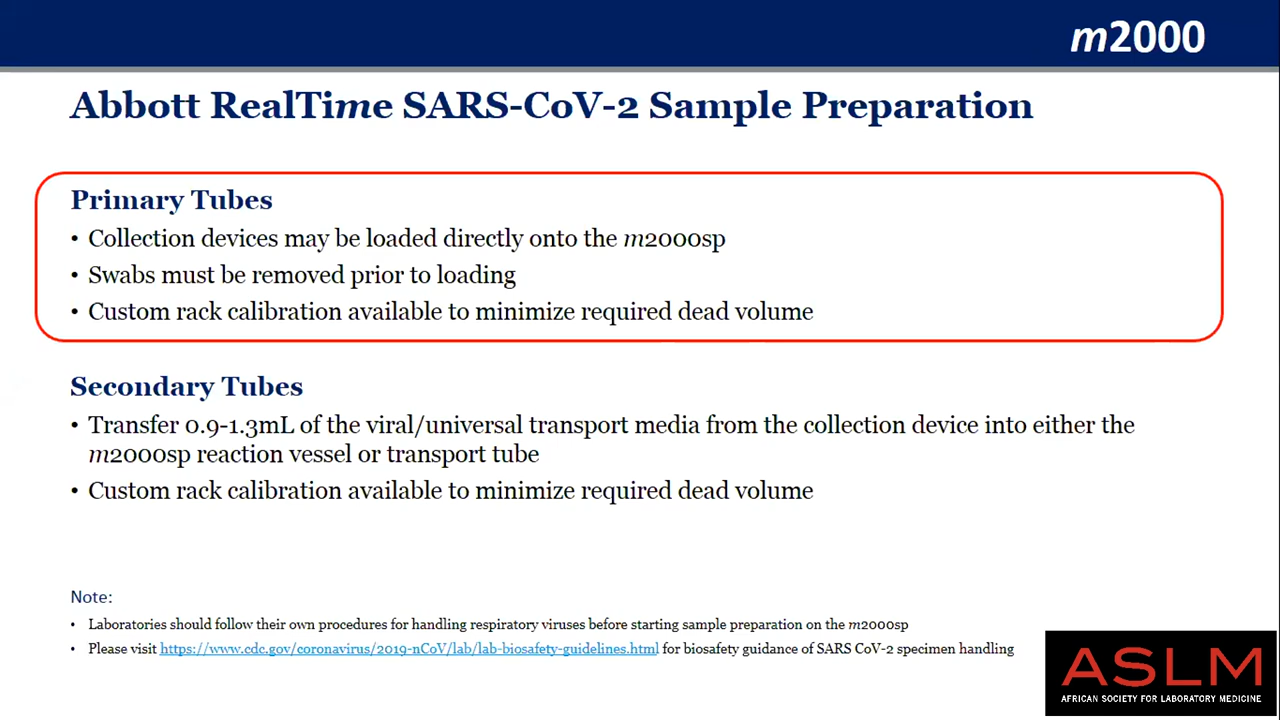 m2000
Abbott RealTime SARS-CoV-2 Sample Preparation
Primary Tubes
• Collection devices may be loaded directly onto the m2000sp
• Swabs must be removed prior to loading
• Custom rack calibration available to minimize required dead volume
Secondary Tubes
• Transfer 0.9-1.3mL of the viral/universal transport media from the collection device into either the
m2000sp reaction vessel or transport tube
• Custom rack calibration available to minimize required dead volume
Note:
• Laboratories should follow their own procedures for handling respiratory viruses before starting sample preparation on the m2000sp
• Please visit https://www.cdc.gov/coronavirus/2019-nCoV/lab/lab-biosafety-guidelines.html for biosafety guidance of SARS CoV-2 specimen handling
ASLM
AFRICAN SOCIETY FOR LABORATORY MEDICINE